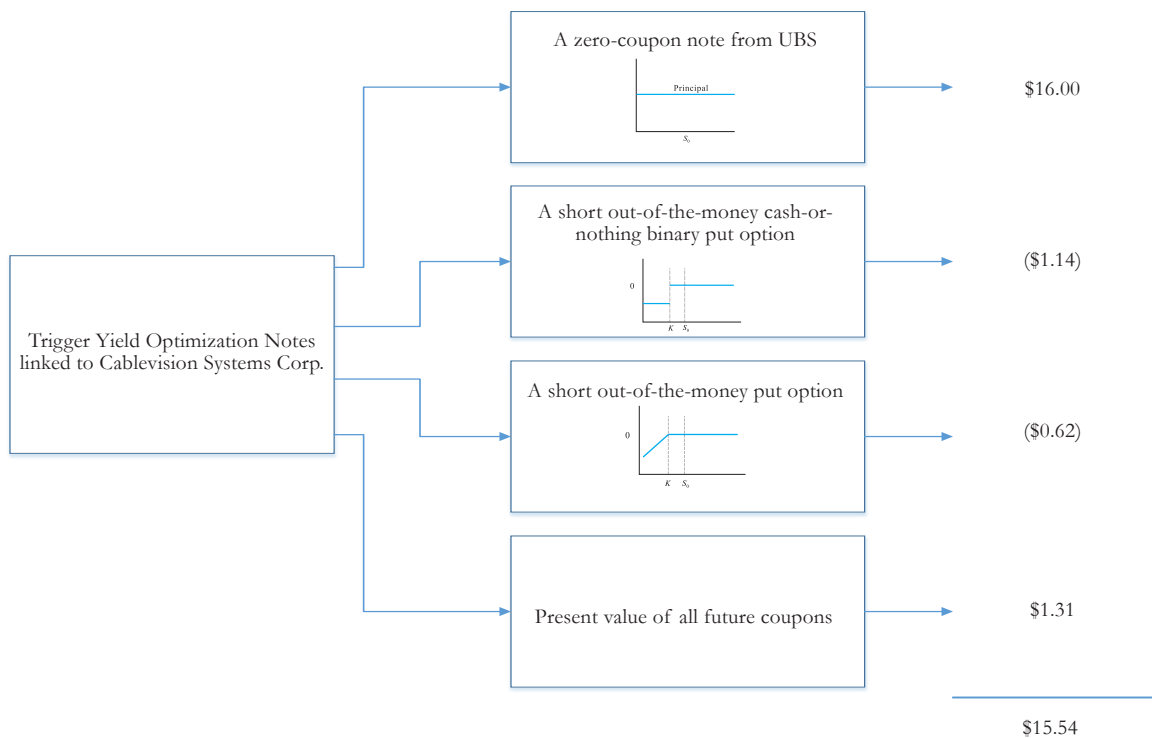 A zero-coupon note from UBS
Principal
S₀
$16.00
A short out-of-the-money cash-or-
nothing binary put option
0
K
S₀
($1.14)
Trigger Yield Optimization Notes
linked to Cablevision Systems Corp.
A short out-of-the-money put option
0
K
S₀
($0.62)
Present value of all future coupons
$1.31
$15.54